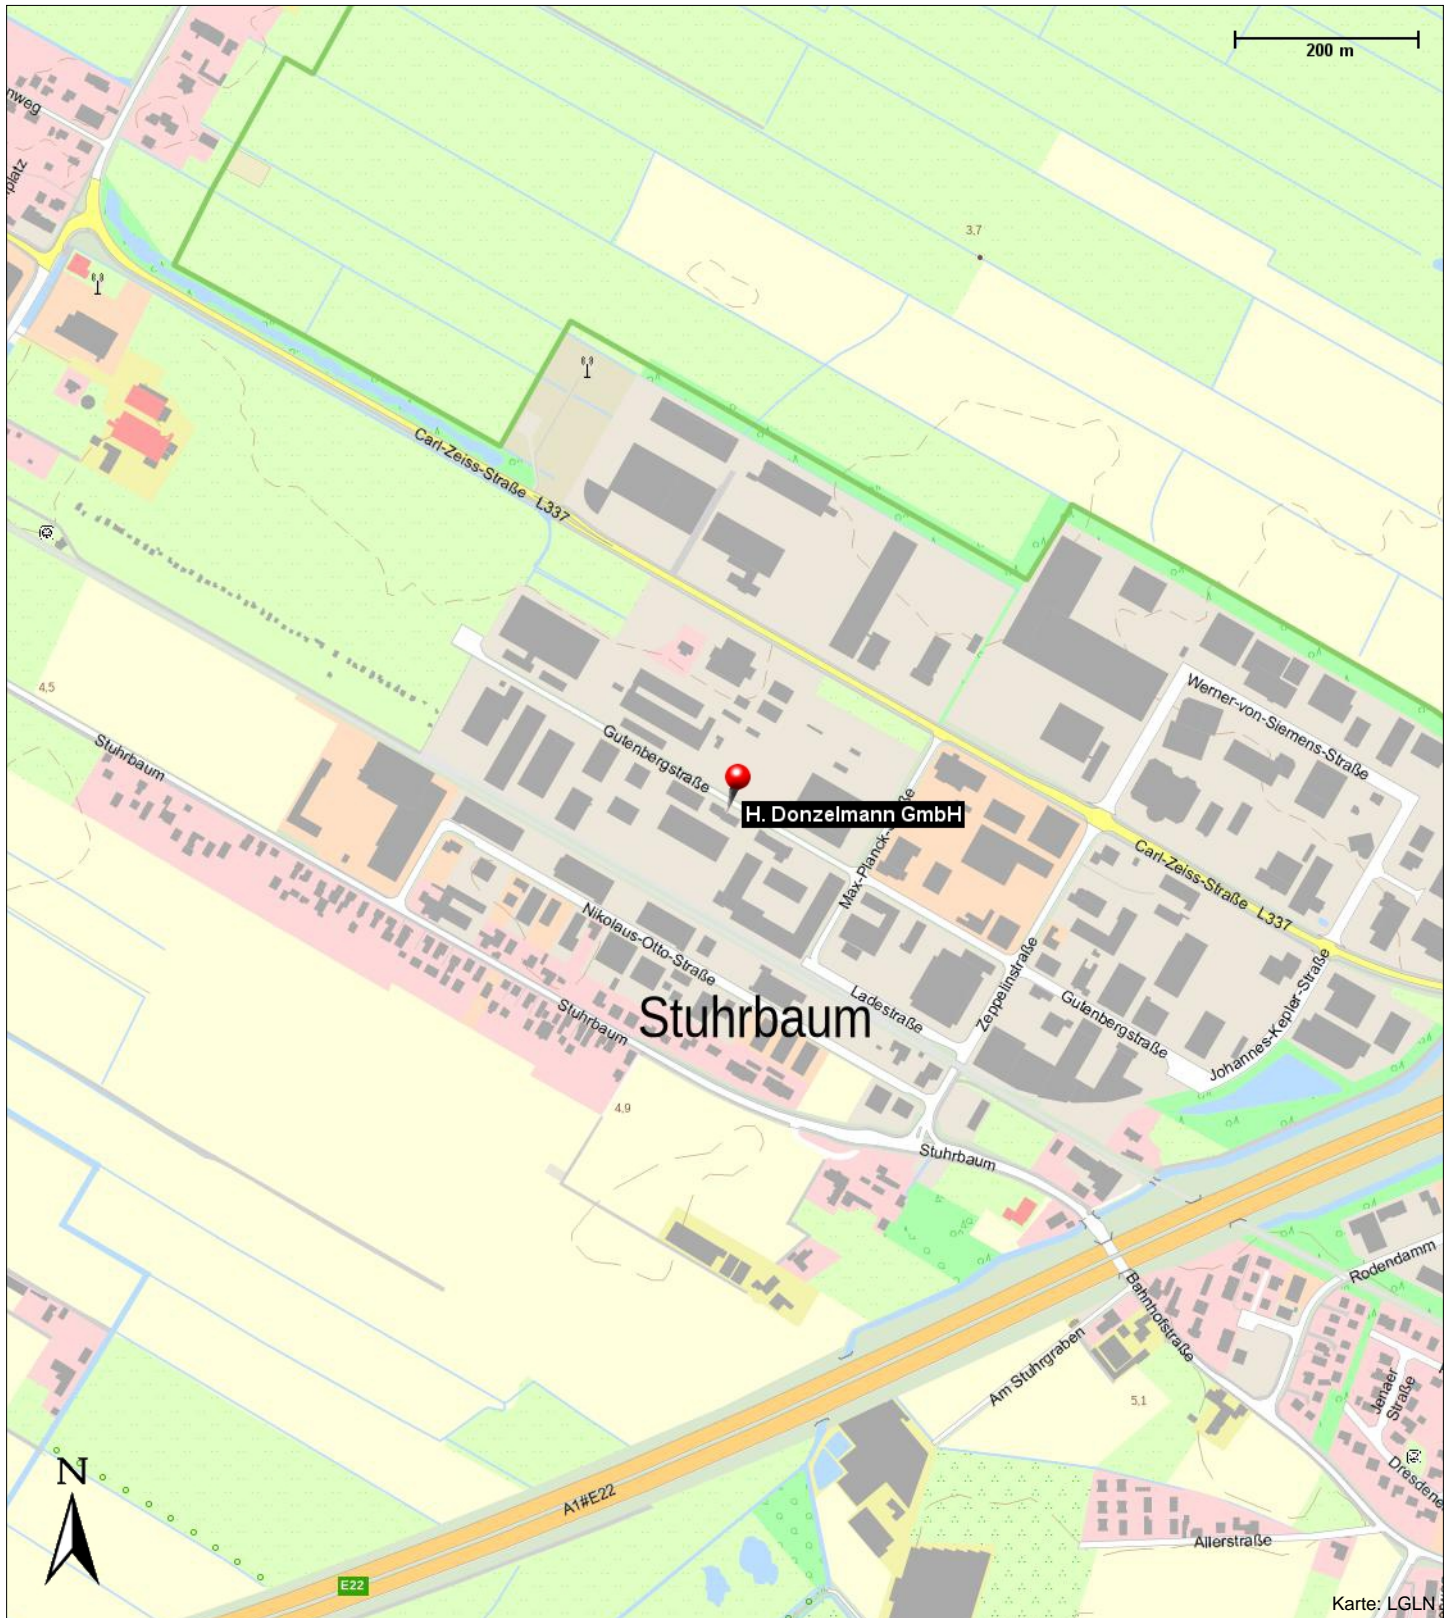 200 m
nweg
platz
3,7
Carl-Zeiss-Straße L337
4,5
Werner-von-Siemens-Straße
Stuhrbaum
Gutenbergstraße
H. Donzelmann GmbH
Max-Planck-
ße
Carl-Zeiss-Straße L337
Nikolaus-Otto-Straße
Zeppelinstraße
Stuhrbaum
Ladestraße
Gutenbergstraße
Johannes-Kepler-Straße
Stuhrbaum
4,9
Stuhrbaum
Rodendamm
Bahnhofstraße
Am Stuhrgraben
Jenaer
Straße
5,1
Dresdene
N
A1#E22
Allerstraße
E22
Karte: LGLN